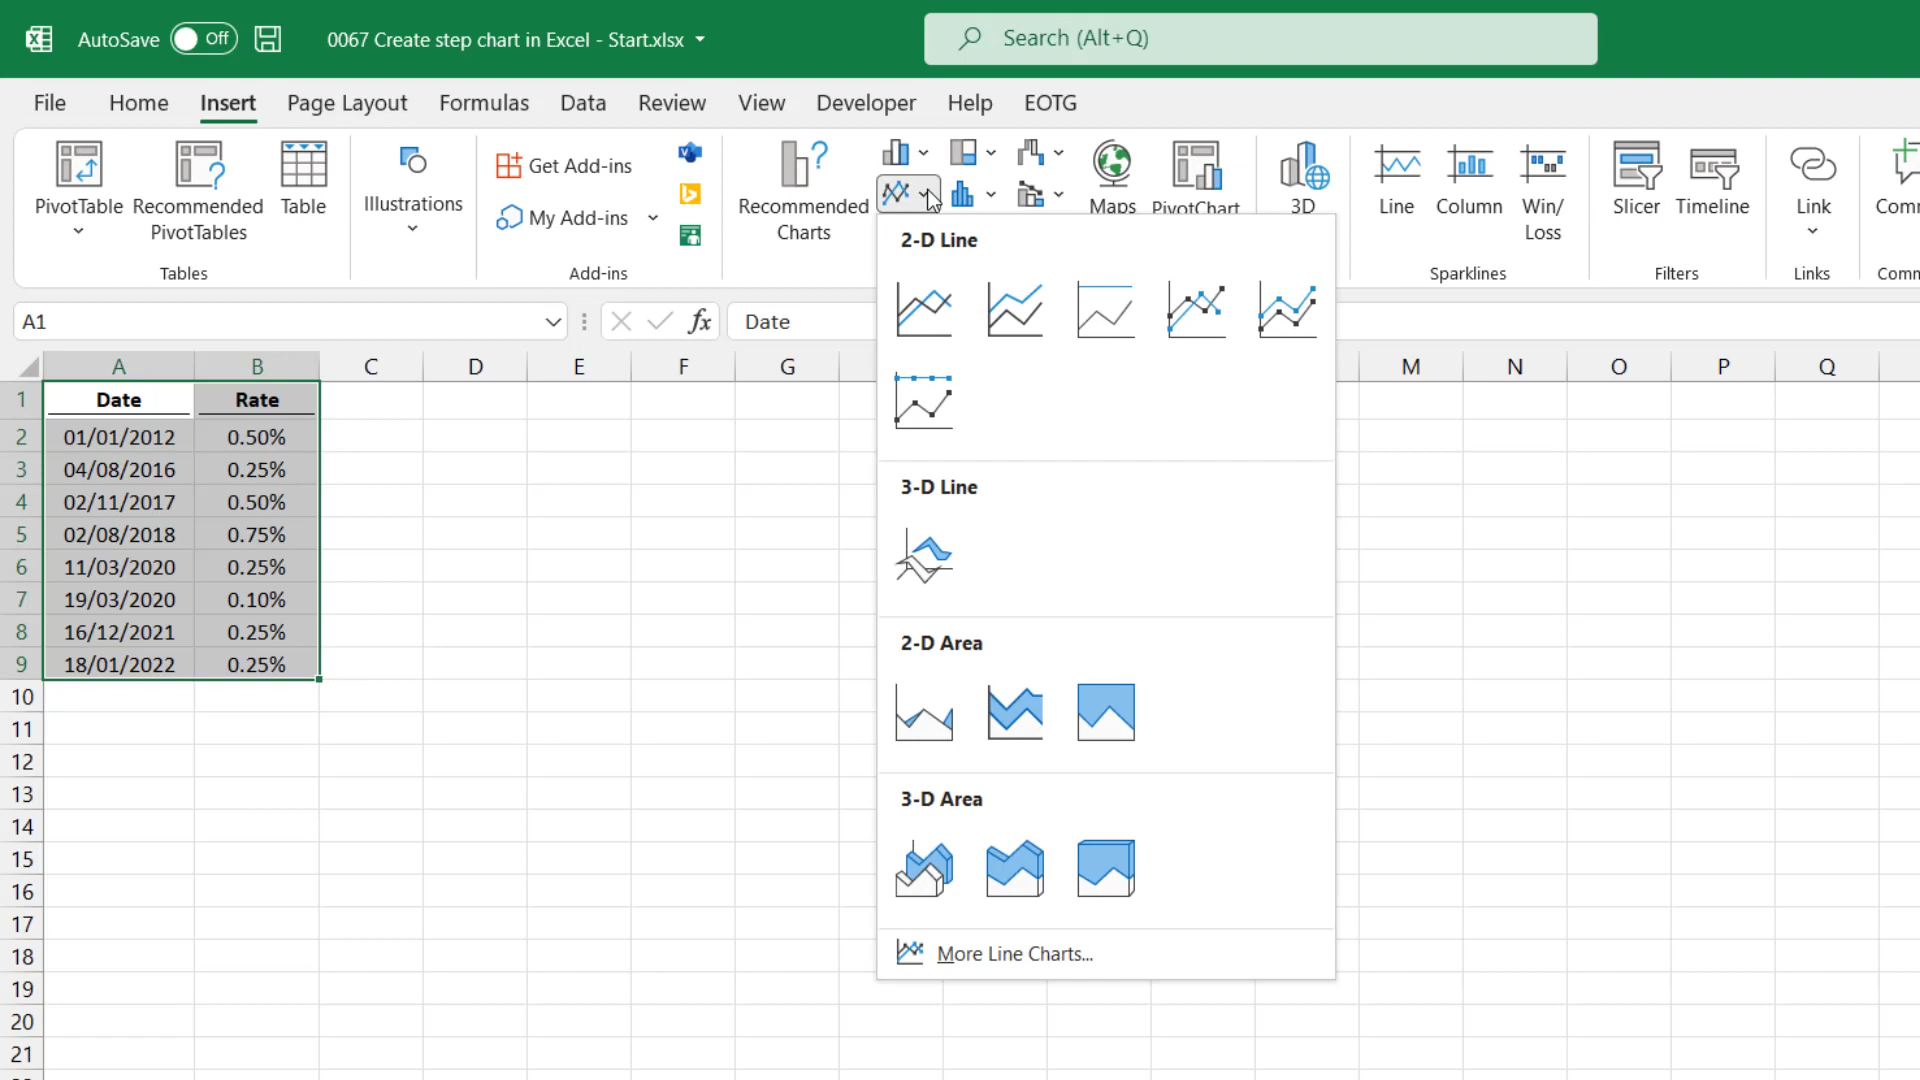 AutoSave Off 0067 Create step chart in Excel - Start.xlsx Search (Alt+Q)
File Home Insert Page Layout Formulas Data Review View Developer Help EOTG
PivotTable
Recommended
PivotTables
Table
Tables
Illustrations
Get Add-ins
My Add-ins
Add-ins
Recommended
Charts
Maps
PivotChart
3D
Line
Column
Win/
Loss
Sparklines
Slicer
Timeline
Filters
Link
Links
Comm
Comm
A1 fx Date
A B C D E F G M N O P Q
1 Date Rate
2 01/01/2012 0.50%
3 04/08/2016 0.25%
4 02/11/2017 0.50%
5 02/08/2018 0.75%
6 11/03/2020 0.25%
7 19/03/2020 0.10%
8 16/12/2021 0.25%
9 18/01/2022 0.25%
10
11
12
13
14
15
16
17
18
19
20
21
2-D Line
3-D Line
2-D Area
3-D Area
More Line Charts...